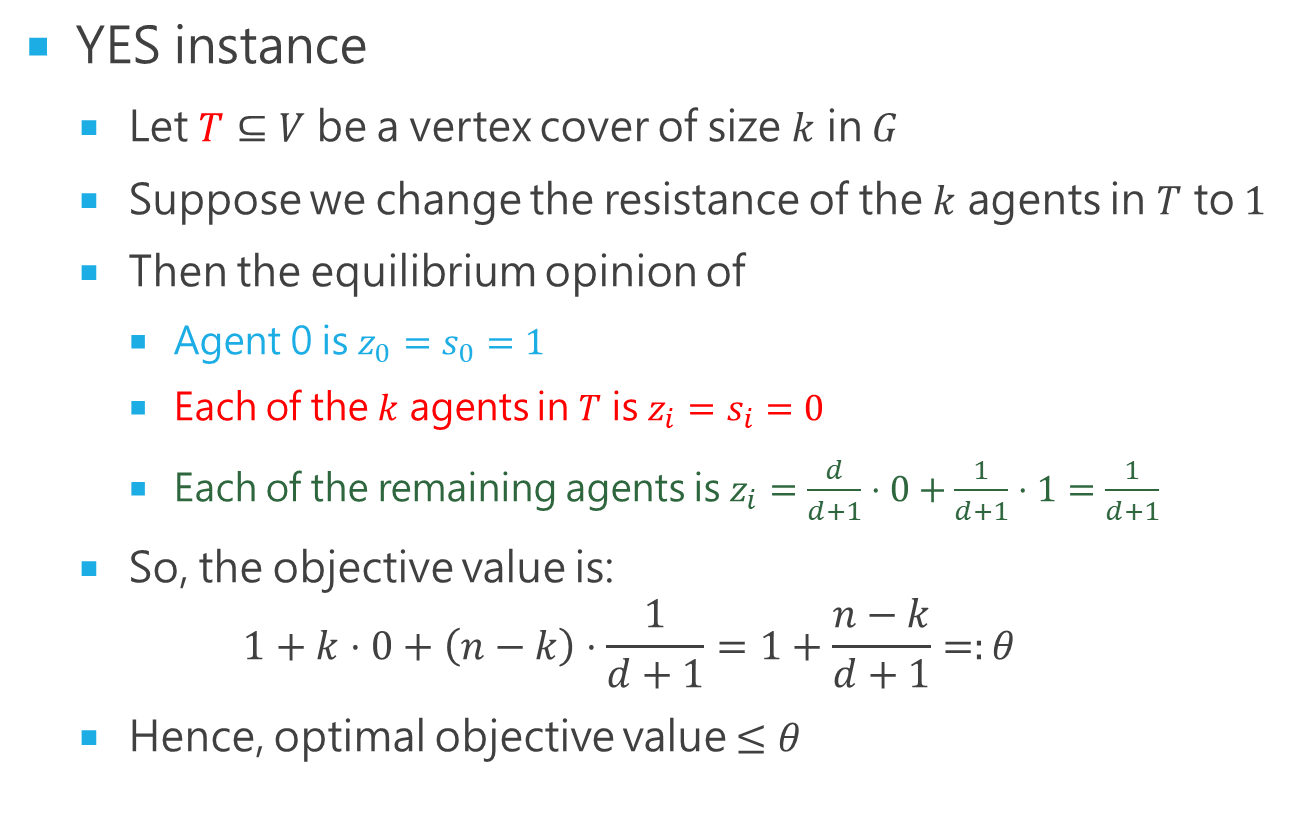 YES instance
Let T ⊆ V be a vertex cover of size k in G
Suppose we change the resistance of the k agents in T to 1
Then the equilibrium opinion of
Agent 0 is z₀ = s₀ = 1
Each of the k agents in T is zᵢ = sᵢ = 0
Each of the remaining agents is zᵢ = d/(d+1) · 0 + 1/(d+1) · 1 = 1/(d+1)
So, the objective value is:
1 + k · 0 + (n − k) · 1/(d + 1) = 1 + (n − k)/(d + 1) =: θ
Hence, optimal objective value ≤ θ